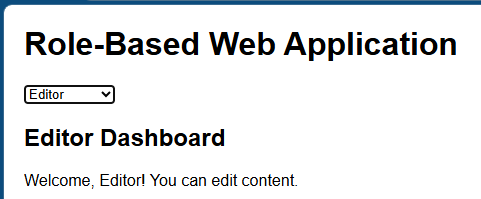 Role-Based Web Application
Editor
Editor Dashboard
Welcome, Editor! You can edit content.